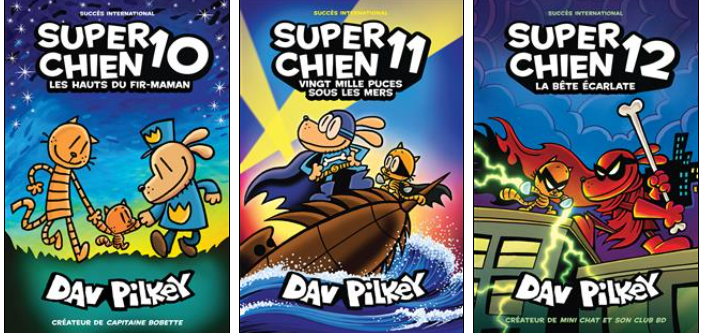 SUCCÈS INTERNATIONAL
SUPER
CHIEN 10
LES HAUTS DU FIR-MAMAN
DAV PILKEY
CRÉATEUR DE CAPITAINE BOBETTE
SUCCÈS INTERNATIONAL
SUPER
CHIEN 11
VINGT MILLE PUCES
SOUS LES MERS
DAV PILKEY
SUCCÈS INTERNATIONAL
SUPER
CHIEN 12
LA BÊTE ÉCARLATE
DAV PILKEY
CRÉATEUR DE MINI CHAT ET SON CLUB BD